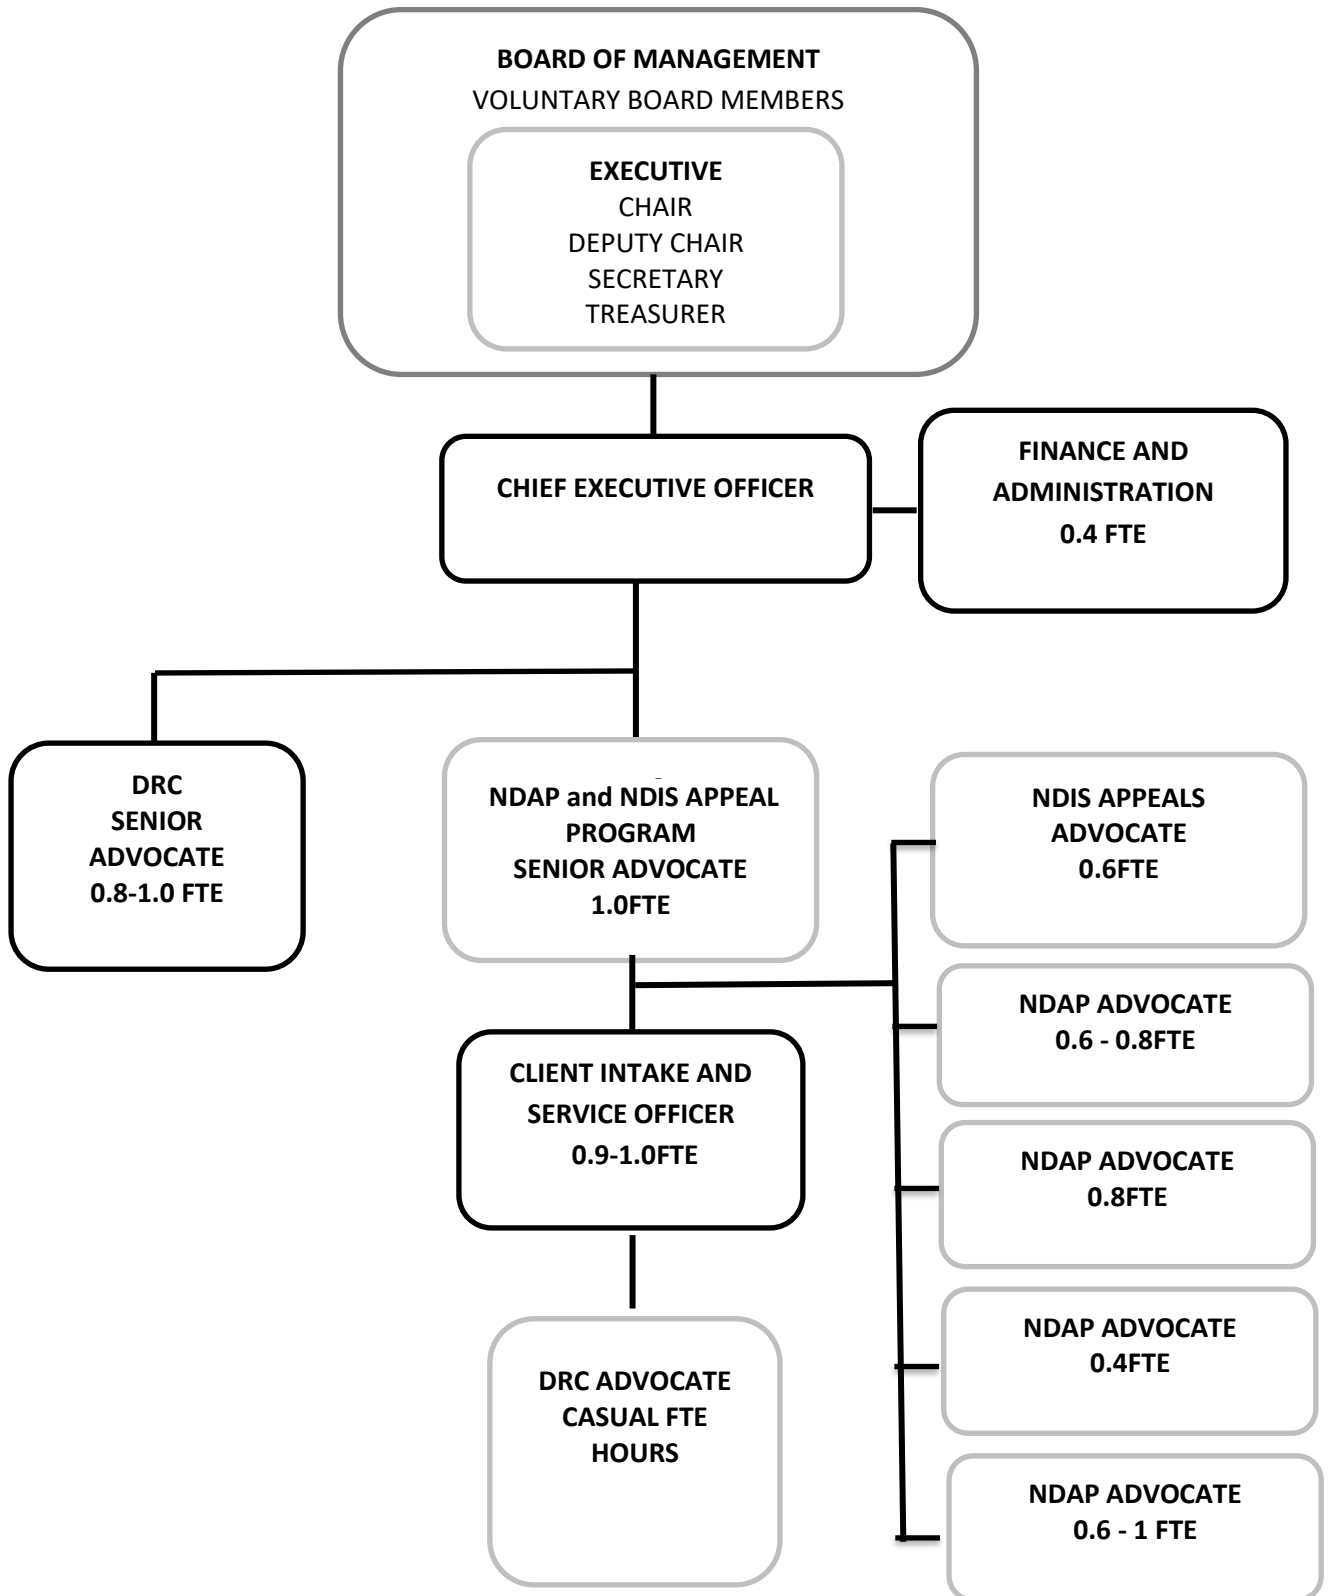 BOARD OF MANAGEMENT
VOLUNTARY BOARD MEMBERS
EXECUTIVE
CHAIR
DEPUTY CHAIR
SECRETARY
TREASURER
CHIEF EXECUTIVE OFFICER
FINANCE AND
ADMINISTRATION
0.4 FTE
DRC
SENIOR
ADVOCATE
0.8-1.0 FTE
NDAP and NDIS APPEAL
PROGRAM
SENIOR ADVOCATE
1.0FTE
NDIS APPEALS
ADVOCATE
0.6FTE
NDAP ADVOCATE
0.6 - 0.8FTE
CLIENT INTAKE AND
SERVICE OFFICER
0.9-1.0FTE
NDAP ADVOCATE
0.8FTE
NDAP ADVOCATE
0.4FTE
DRC ADVOCATE
CASUAL FTE
HOURS
NDAP ADVOCATE
0.6 - 1 FTE